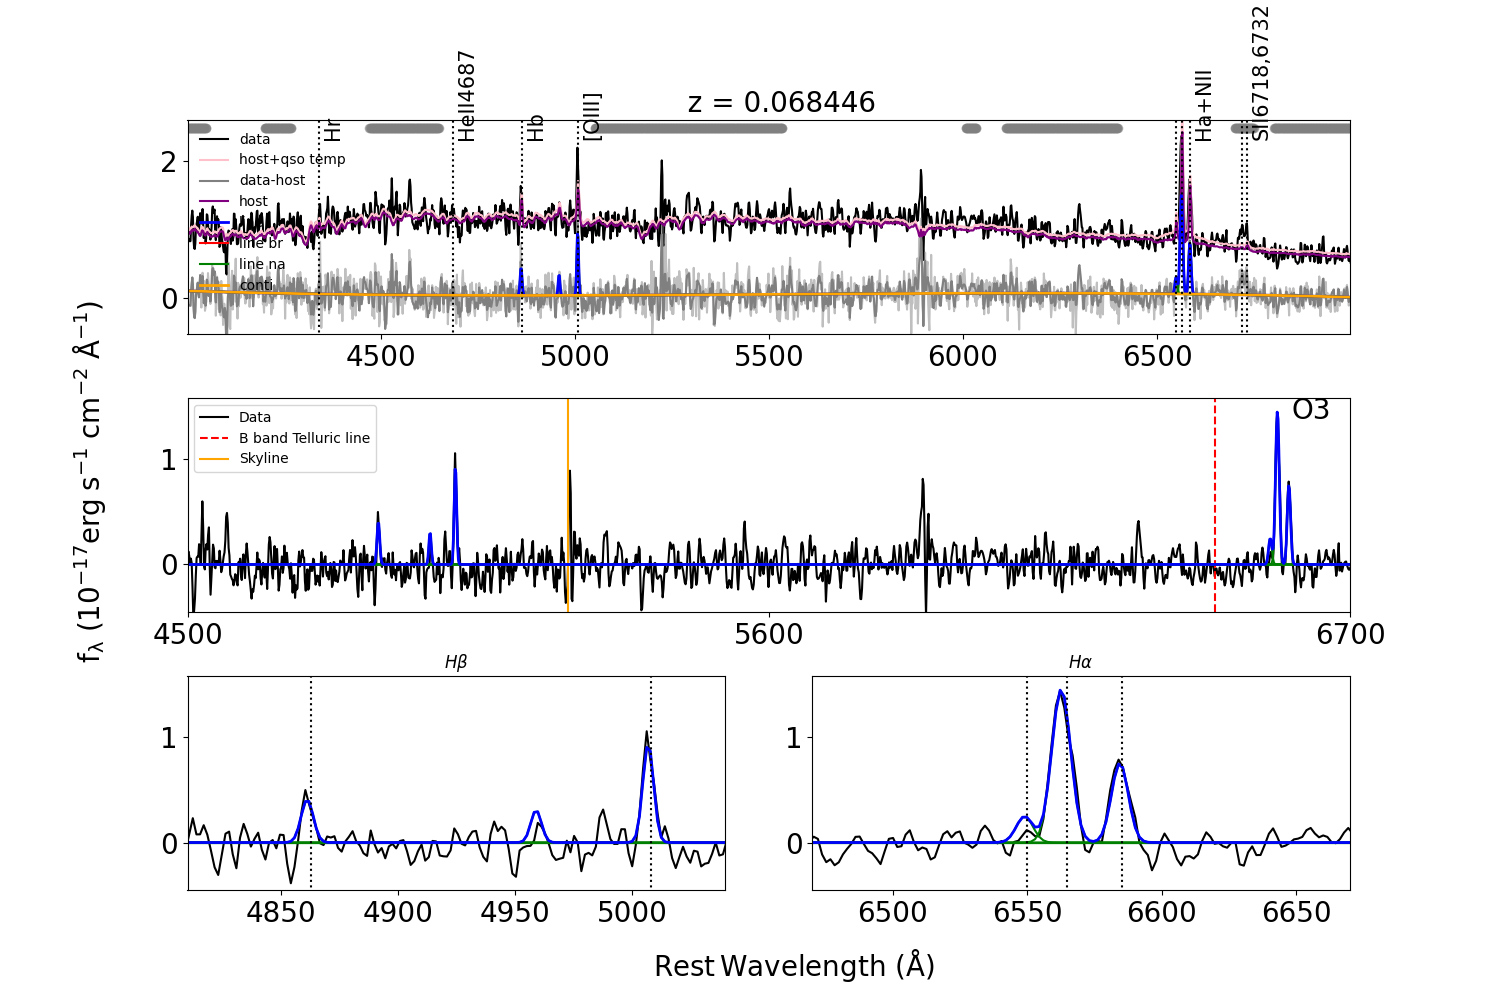 z = 0.068446
Hr
HeII4687
Hb
[OIII]
Ha+NII
SII6718,6732
data
host+qso temp
data-host
host
line br
line na
conti
2
0
4500 5000 5500 6000 6500
Data
B band Telluric line
Skyline
O3
1
0
4500 5600 6700
fλ (10⁻¹⁷erg s⁻¹ cm⁻² Å⁻¹)
Hβ
1
0
4850 4900 4950 5000
Hα
1
0
6500 6550 6600 6650
Rest Wavelength (Å)